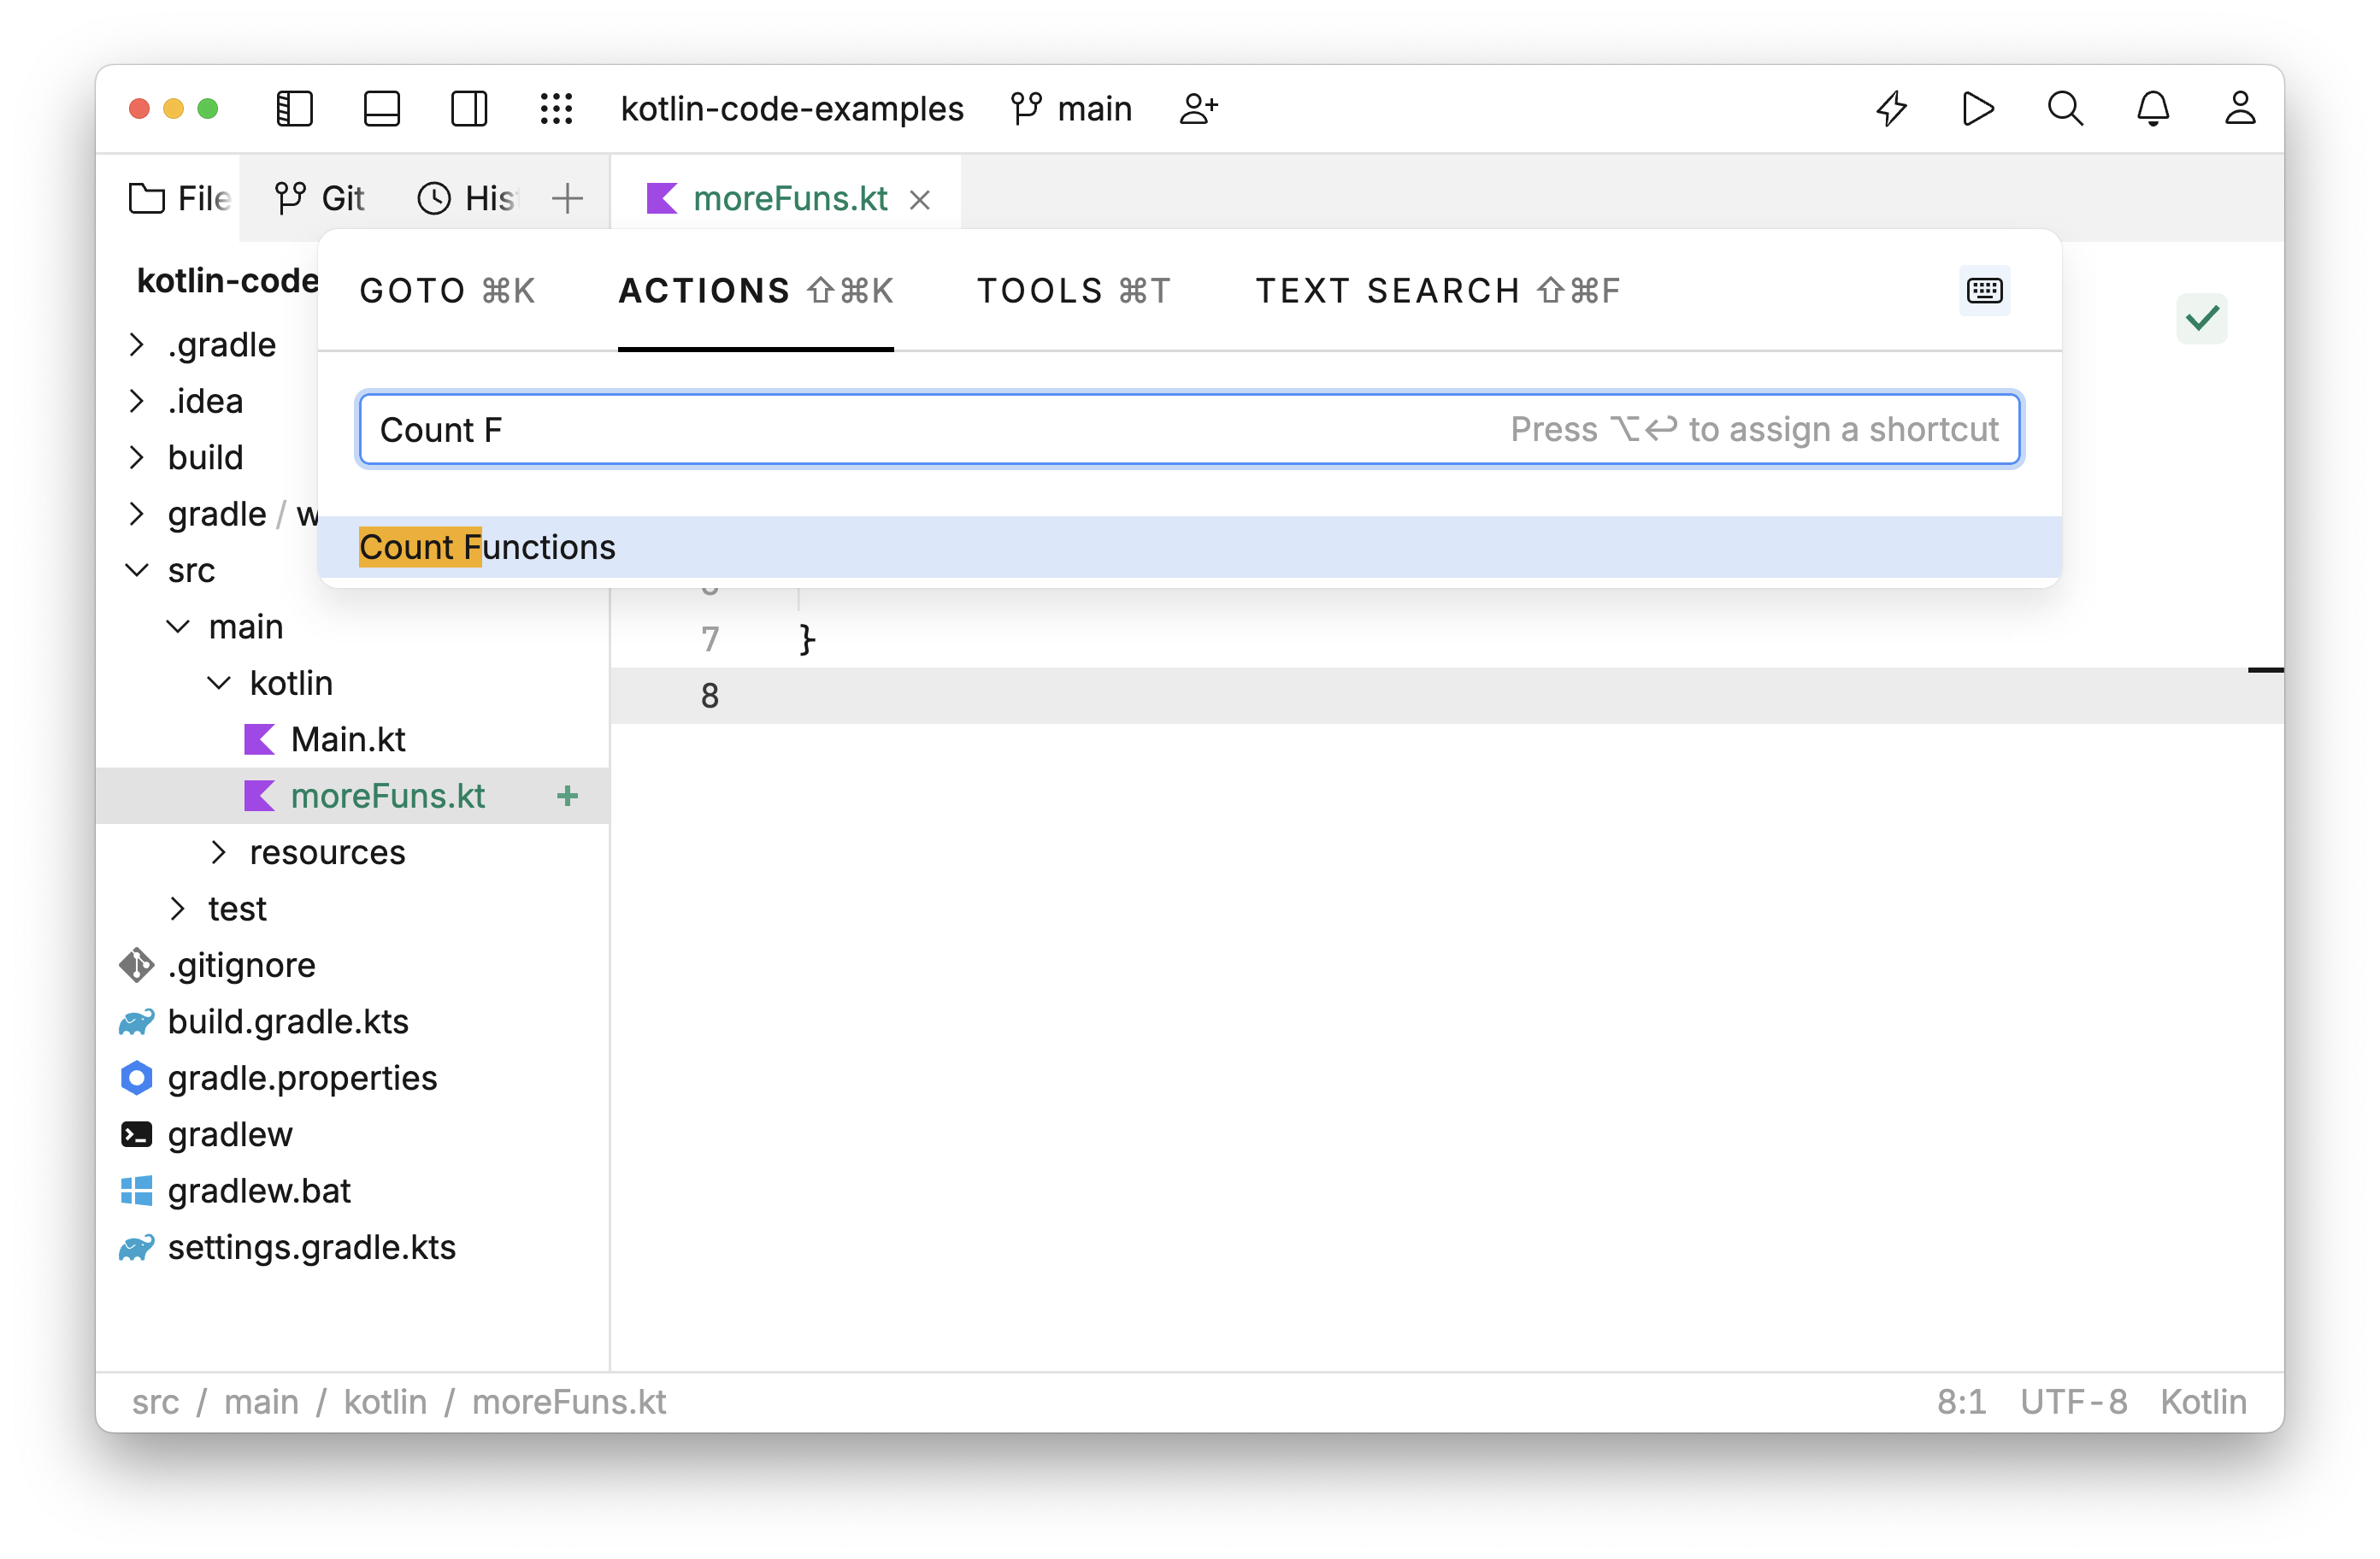 kotlin-code-examples main
File Git His
moreFuns.kt
kotlin-code
GOTO ⌘K ACTIONS ⇧⌘K TOOLS ⌘T TEXT SEARCH ⇧⌘F
Count F Press ⌥↩ to assign a shortcut
Count Functions
.gradle
.idea
build
gradle / w
src
main
kotlin
Main.kt
moreFuns.kt +
resources
test
.gitignore
build.gradle.kts
gradle.properties
gradlew
gradlew.bat
settings.gradle.kts
7 }
8
src / main / kotlin / moreFuns.kt 8:1 UTF-8 Kotlin